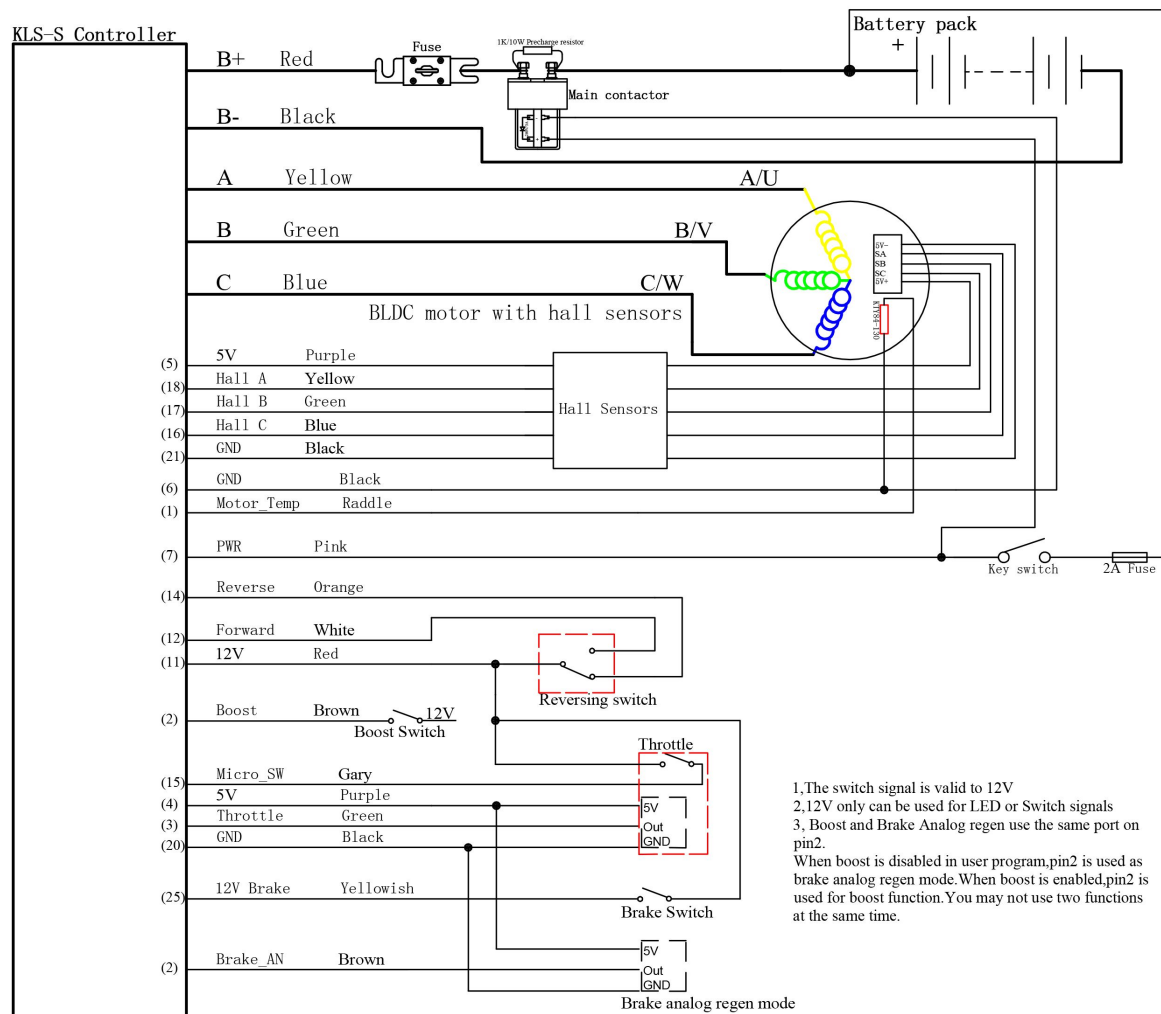 KLS-S Controller
Battery pack
+
B+ Red
Fuse
1K/10W Precharge resistor
Main contactor
B- Black
A Yellow A/U
B Green B/V
C Blue C/W
BLDC motor with hall sensors
5V-
SA
SB
SC
5V+
KTY84-130
(5) 5V Purple
(18) Hall A Yellow
(17) Hall B Green
(16) Hall C Blue
(21) GND Black
Hall Sensors
(6) GND Black
(1) Motor_Temp Raddle
(7) PWR Pink
Key switch
2A Fuse
(14) Reverse Orange
(12) Forward White
(11) 12V Red
Reversing switch
(2) Boost Brown 12V
Boost Switch
Throttle
(15) Micro_SW Gary
(4) 5V Purple
(3) Throttle Green
(20) GND Black
5V
Out
GND
(25) 12V Brake Yellowish
Brake Switch
(2) Brake_AN Brown
5V
Out
GND
Brake analog regen mode
1,The switch signal is valid to 12V
2,12V only can be used for LED or Switch signals
3, Boost and Brake Analog regen use the same port on
pin2.
When boost is disabled in user program,pin2 is used as
brake analog regen mode.When boost is enabled,pin2 is
used for boost function.You may not use two functions
at the same time.